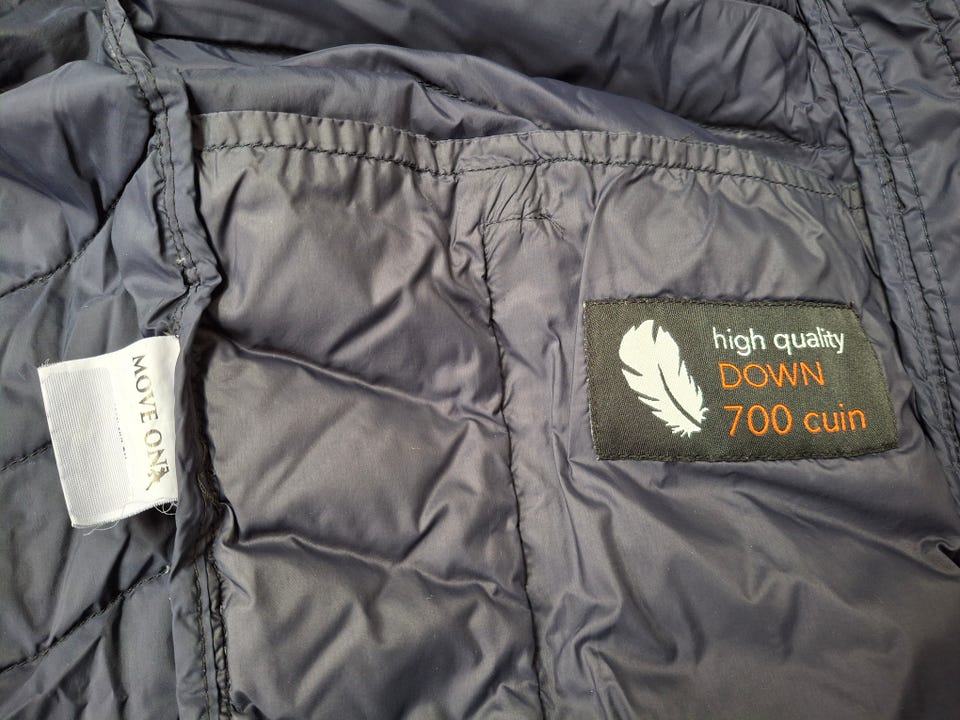 MOVE ON
high quality
DOWN
700 cuin